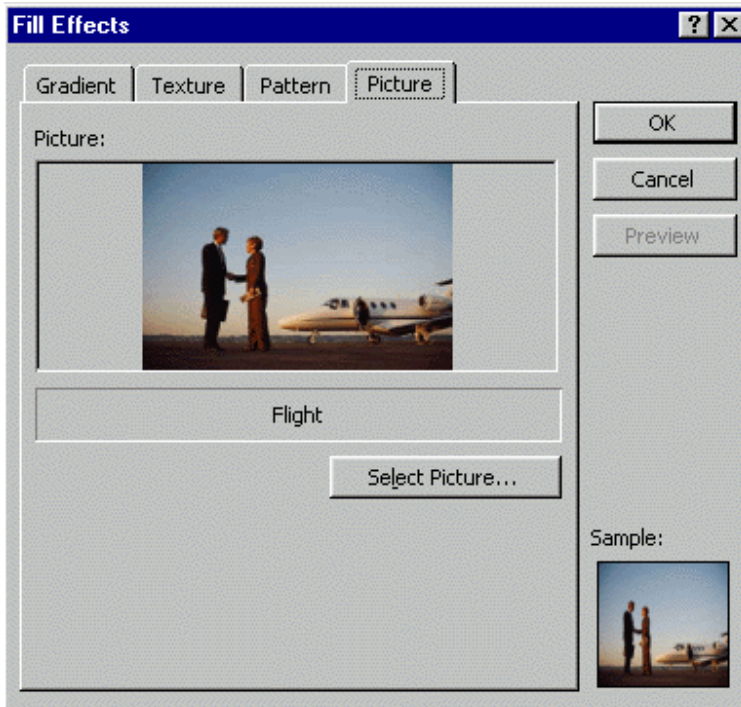 Fill Effects
Gradient Texture Pattern Picture
Picture:
OK
Cancel
Preview
Flight
Select Picture...
Sample: